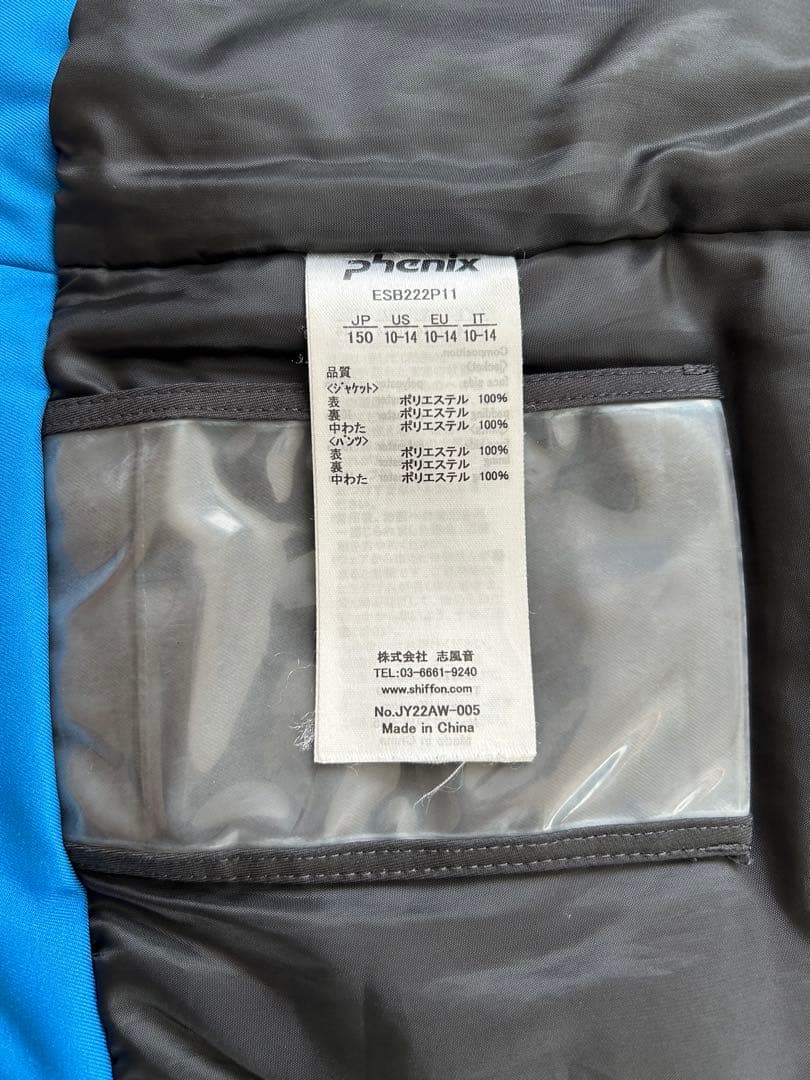 phenix
ESB222P11
JP US EU IT
150 10-14 10-14 10-14
品質
<ジャケット>
表 ポリエステル 100%
裏 ポリエステル
中わた ポリエステル 100%
<パンツ>
表 ポリエステル 100%
裏 ポリエステル
中わた ポリエステル 100%
株式会社 志風音
TEL:03-6661-9240
www.shiffon.com
No.JY22AW-005
Made in China